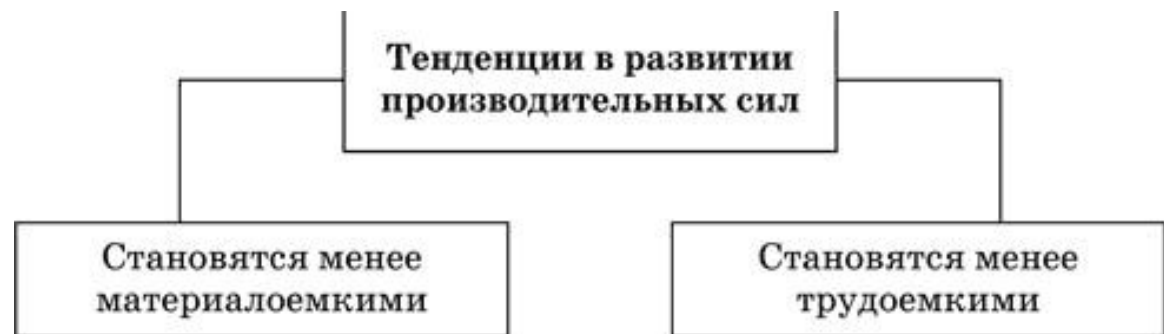 Тенденции в развитии
производительных сил
Становятся менее
материалоемкими
Становятся менее
трудоемкими